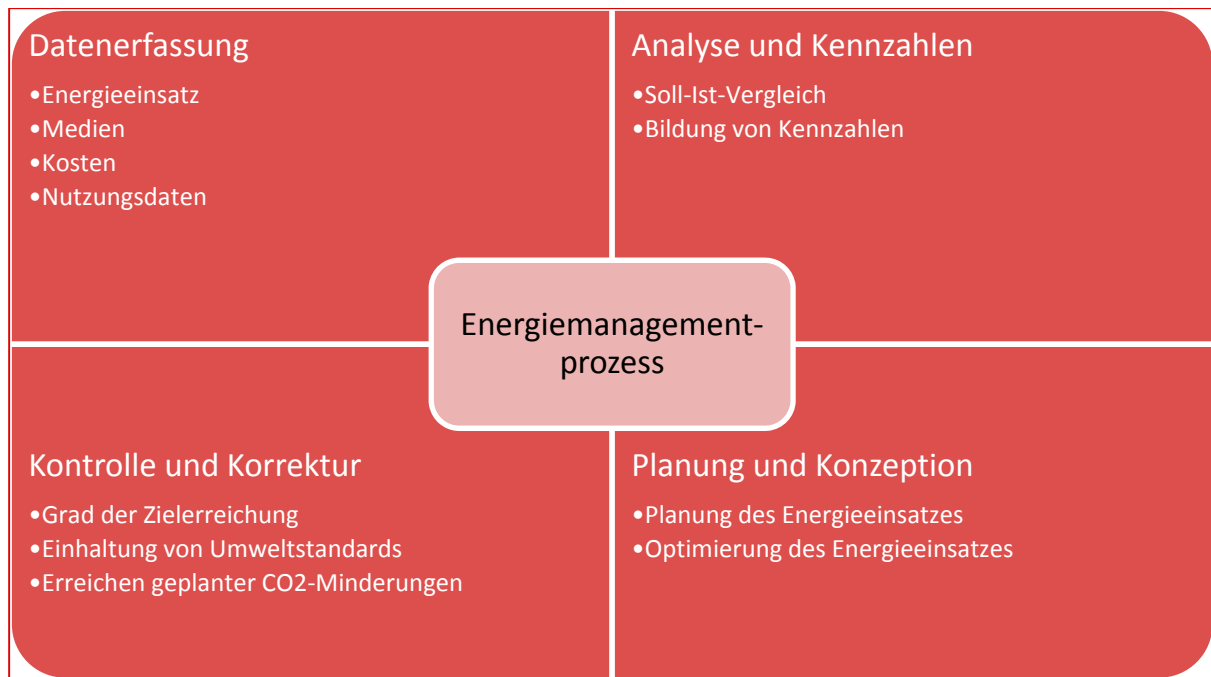 Datenerfassung
•Energieeinsatz
•Medien
•Kosten
•Nutzungsdaten
Analyse und Kennzahlen
•Soll-Ist-Vergleich
•Bildung von Kennzahlen
Energiemanagement-
prozess
Kontrolle und Korrektur
•Grad der Zielerreichung
•Einhaltung von Umweltstandards
•Erreichen geplanter CO2-Minderungen
Planung und Konzeption
•Planung des Energieeinsatzes
•Optimierung des Energieeinsatzes